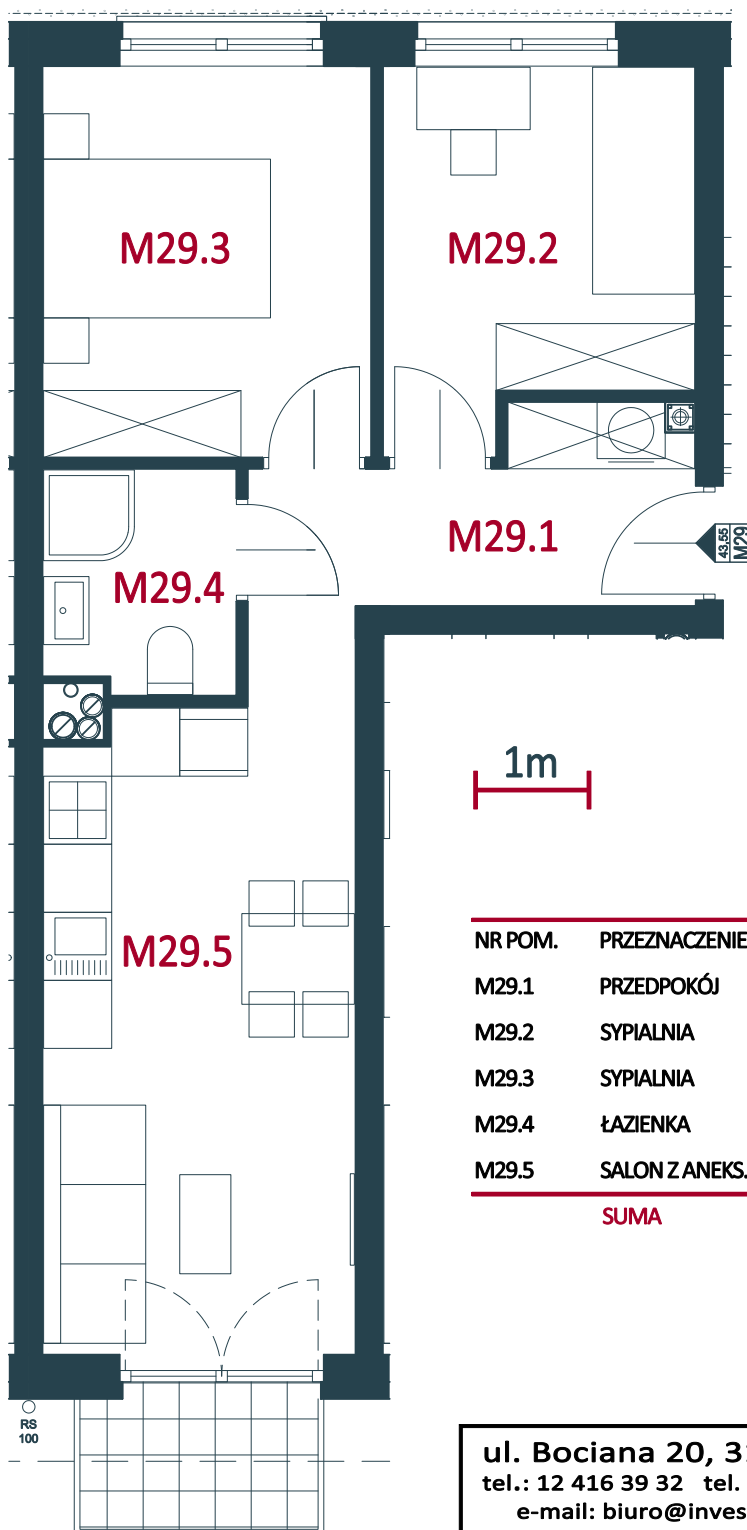 M29.3
M29.2
M29.1
43,55
M29
M29.4
1m
M29.5
NR POM. PRZEZNACZENIE
M29.1 PRZEDPOKÓJ
M29.2 SYPIALNIA
M29.3 SYPIALNIA
M29.4 ŁAZIENKA
M29.5 SALON Z ANEKS.
SUMA
RS
100
ul. Bociana 20, 31
tel.: 12 416 39 32 tel.
e-mail: biuro@inves